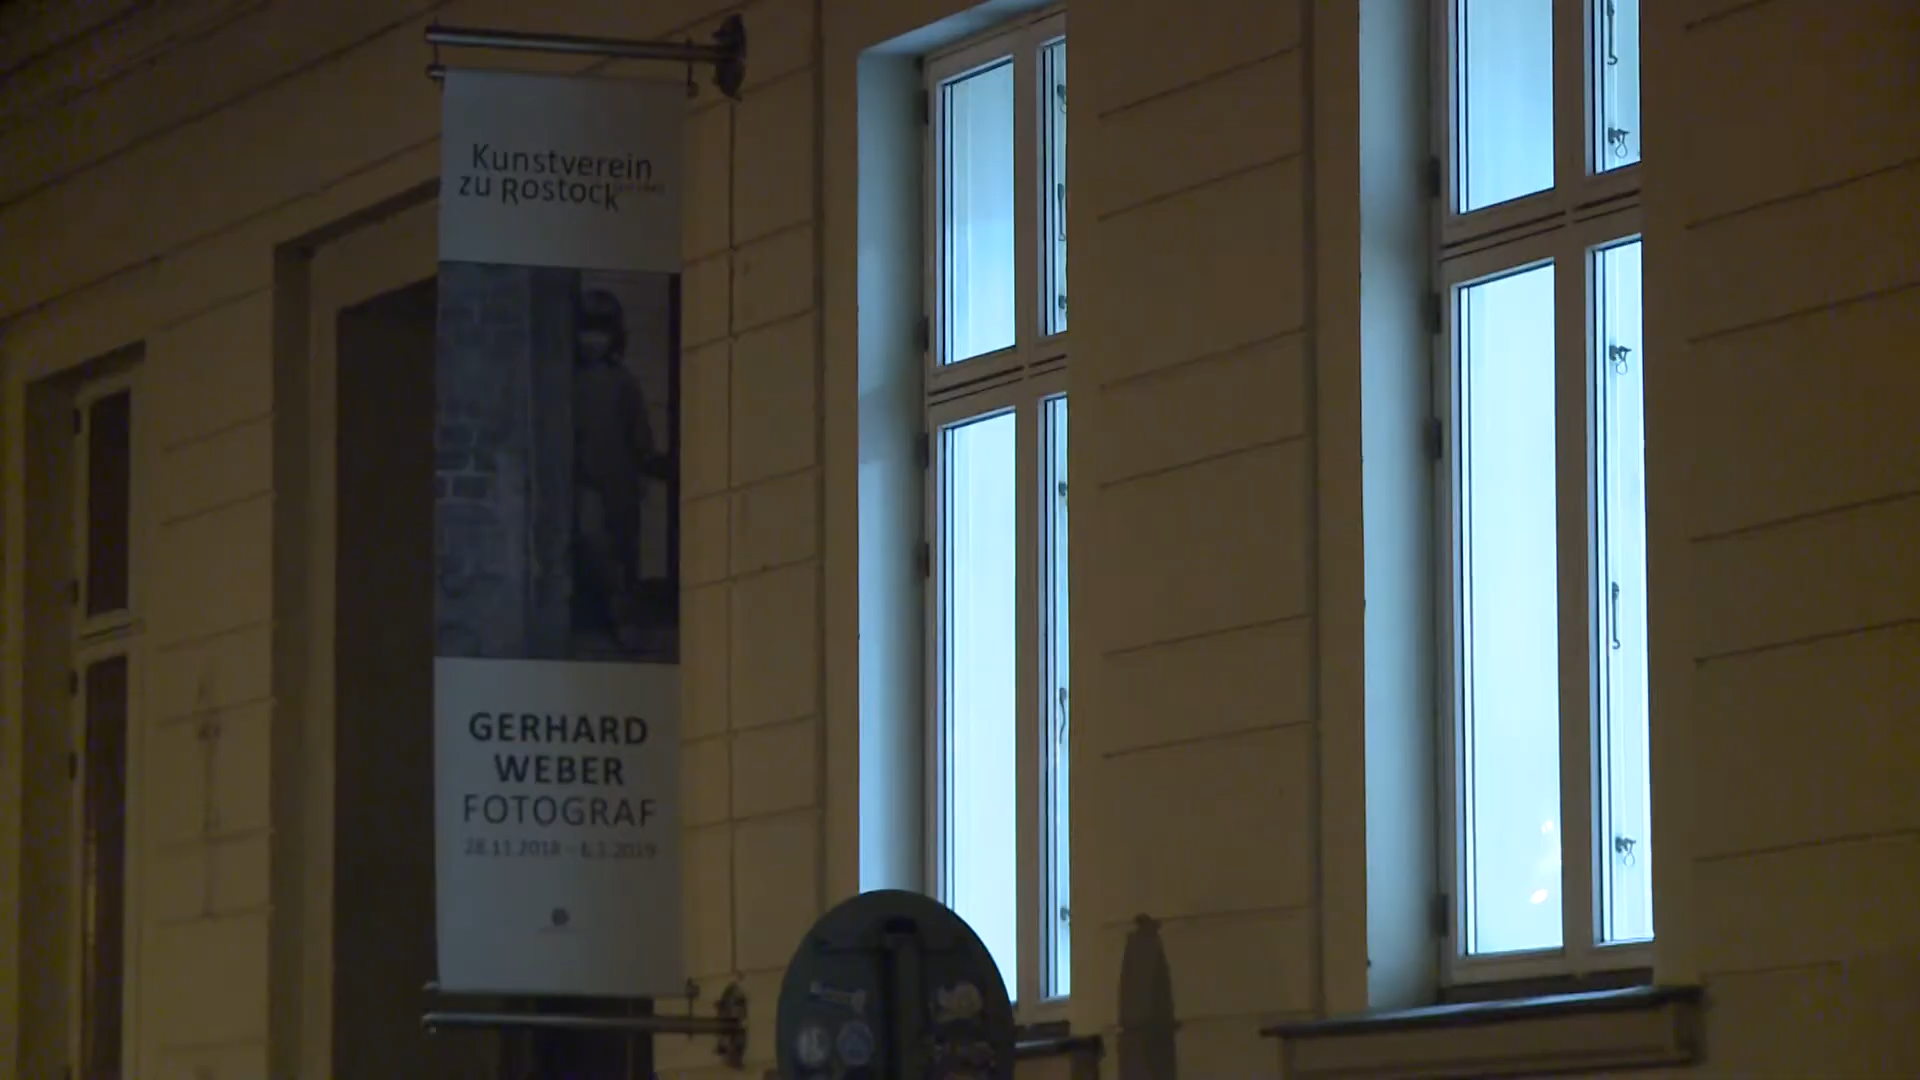 Kunstverein
zu Rostock
GERHARD
WEBER
FOTOGRAF
28.11.2018 - 6.1.2019